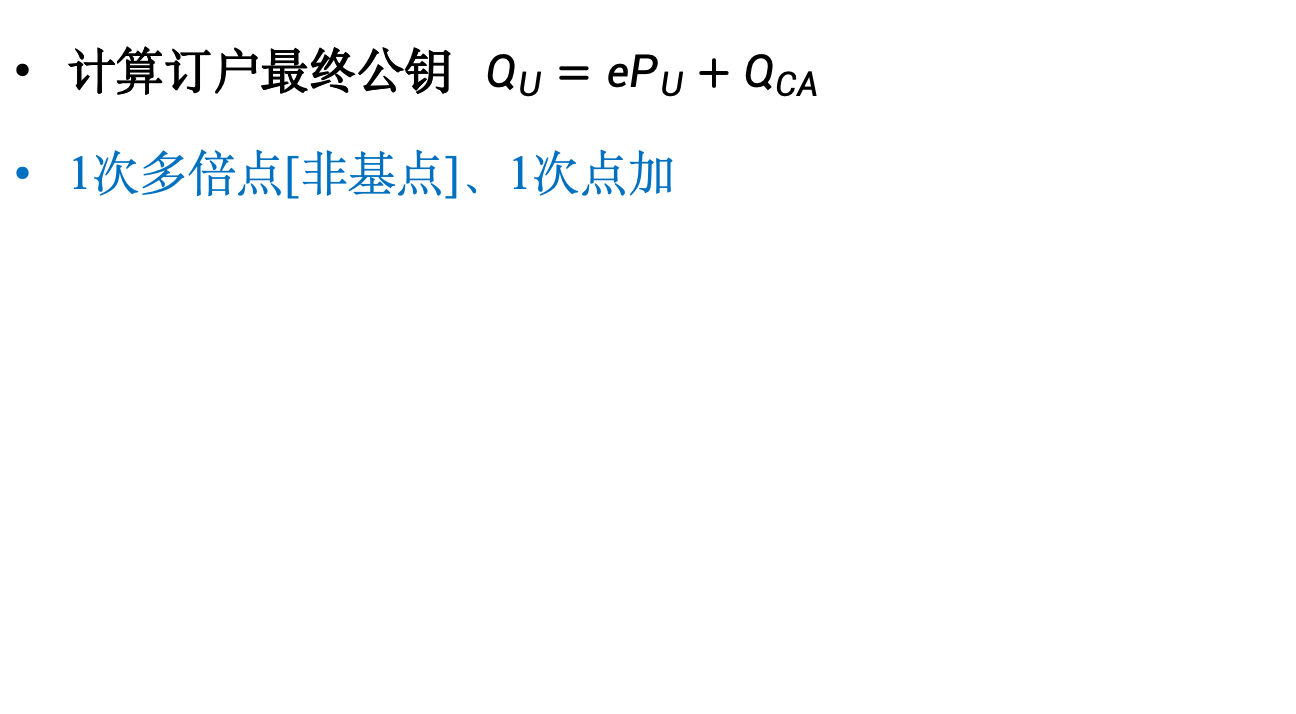 • 计算订户最终公钥 Q_U = eP_U + Q_CA
• 1次多倍点[非基点]、1次点加